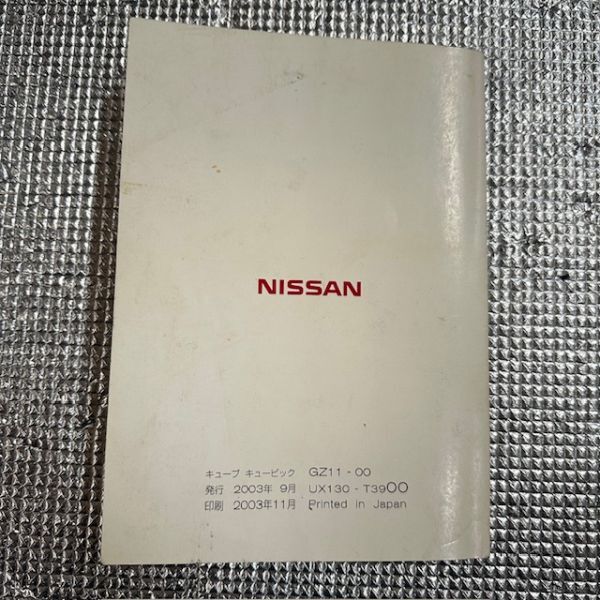 NISSAN
キューブ キュービック GZ11 - 00
発行 2003年 9月 UX130 - T3900
印刷 2003年11月 Printed in Japan